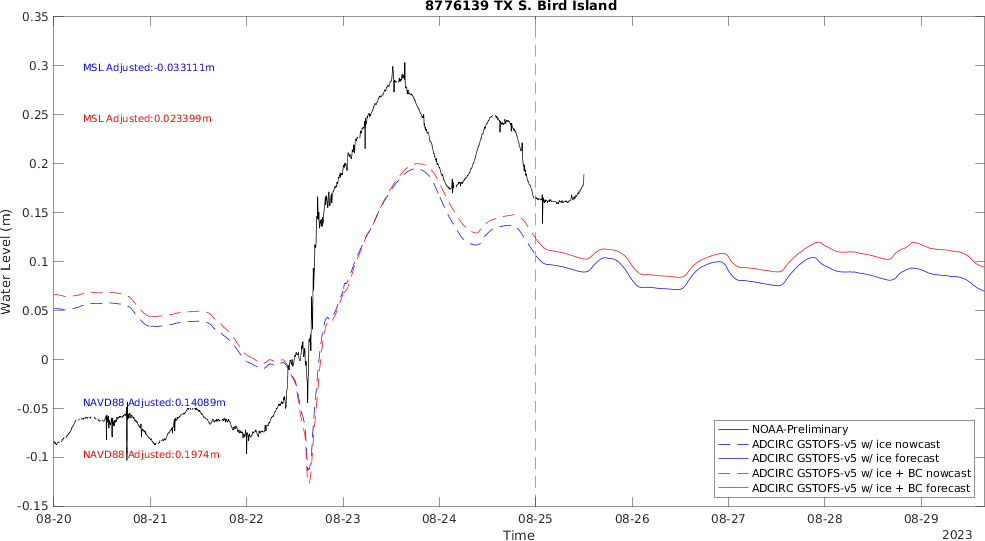 8776139 TX S. Bird Island
0.35
0.3
0.25
0.2
0.15
0.1
0.05
0
-0.05
-0.1
-0.15
Water Level (m)
MSL Adjusted:-0.033111m
MSL Adjusted:0.023399m
NAVD88 Adjusted:0.14089m
NAVD88 Adjusted:0.1974m
NOAA-Preliminary
ADCIRC GSTOFS-v5 w/ ice nowcast
ADCIRC GSTOFS-v5 w/ ice forecast
ADCIRC GSTOFS-v5 w/ ice + BC nowcast
ADCIRC GSTOFS-v5 w/ ice + BC forecast
08-20 08-21 08-22 08-23 08-24 08-25 08-26 08-27 08-28 08-29
Time
2023